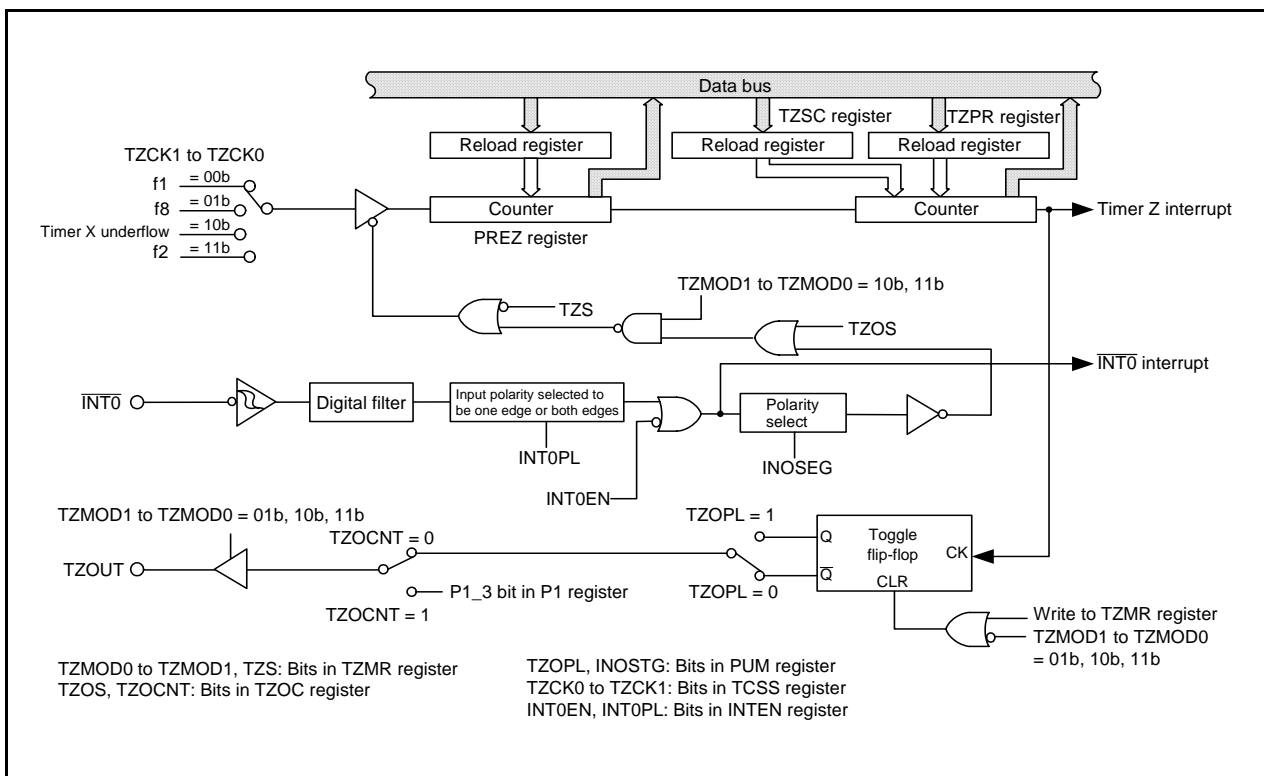 Data bus
TZSC register
TZPR register
Reload register
Reload register
Reload register
TZCK1 to TZCK0
f1
= 00b
f8
= 01b
Timer X underflow
= 10b
f2
= 11b
Counter
Counter
Timer Z interrupt
PREZ register
TZMOD1 to TZMOD0 = 10b, 11b
TZS
TZOS
INT0 interrupt
INT0
Digital filter
Input polarity selected to
be one edge or both edges
Polarity
select
INT0PL
INOSEG
INT0EN
TZMOD1 to TZMOD0 = 01b, 10b, 11b
TZOCNT = 0
TZOPL = 1
Q
Toggle
flip-flop
CK
TZOUT
Q
CLR
P1_3 bit in P1 register
TZOPL = 0
TZOCNT = 1
Write to TZMR register
TZMOD1 to TZMOD0
= 01b, 10b, 11b
TZMOD0 to TZMOD1, TZS: Bits in TZMR register
TZOS, TZOCNT: Bits in TZOC register
TZOPL, INOSTG: Bits in PUM register
TZCK0 to TZCK1: Bits in TCSS register
INT0EN, INT0PL: Bits in INTEN register